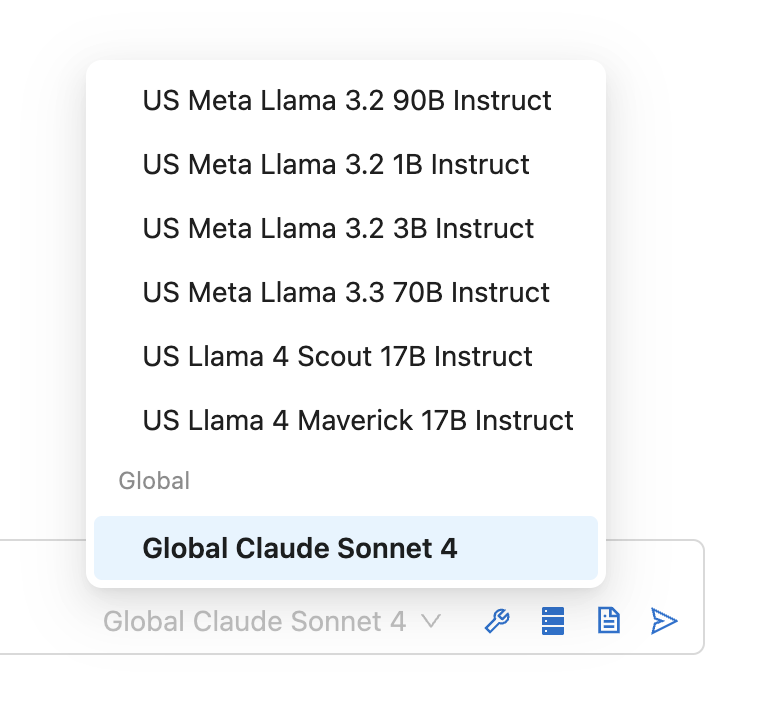 US Meta Llama 3.2 90B Instruct
US Meta Llama 3.2 1B Instruct
US Meta Llama 3.2 3B Instruct
US Meta Llama 3.3 70B Instruct
US Llama 4 Scout 17B Instruct
US Llama 4 Maverick 17B Instruct
Global
Global Claude Sonnet 4
Global Claude Sonnet 4